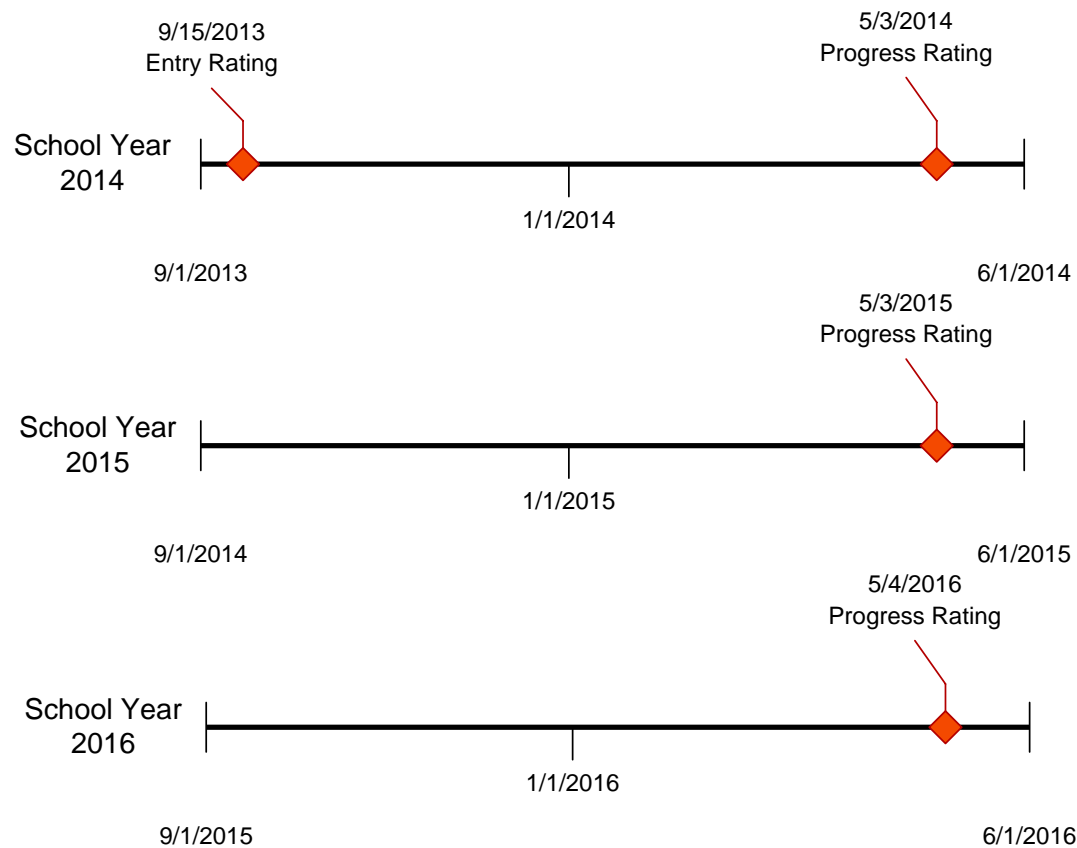 9/15/2013
Entry Rating
5/3/2014
Progress Rating
School Year
2014
1/1/2014
9/1/2013
6/1/2014
5/3/2015
Progress Rating
School Year
2015
1/1/2015
9/1/2014
6/1/2015
5/4/2016
Progress Rating
School Year
2016
1/1/2016
9/1/2015
6/1/2016